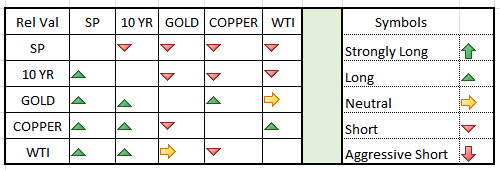 Rel Val SP 10 YR GOLD COPPER WTI Symbols
SP Strongly Long
10 YR Long
GOLD Neutral
COPPER Short
WTI Aggressive Short